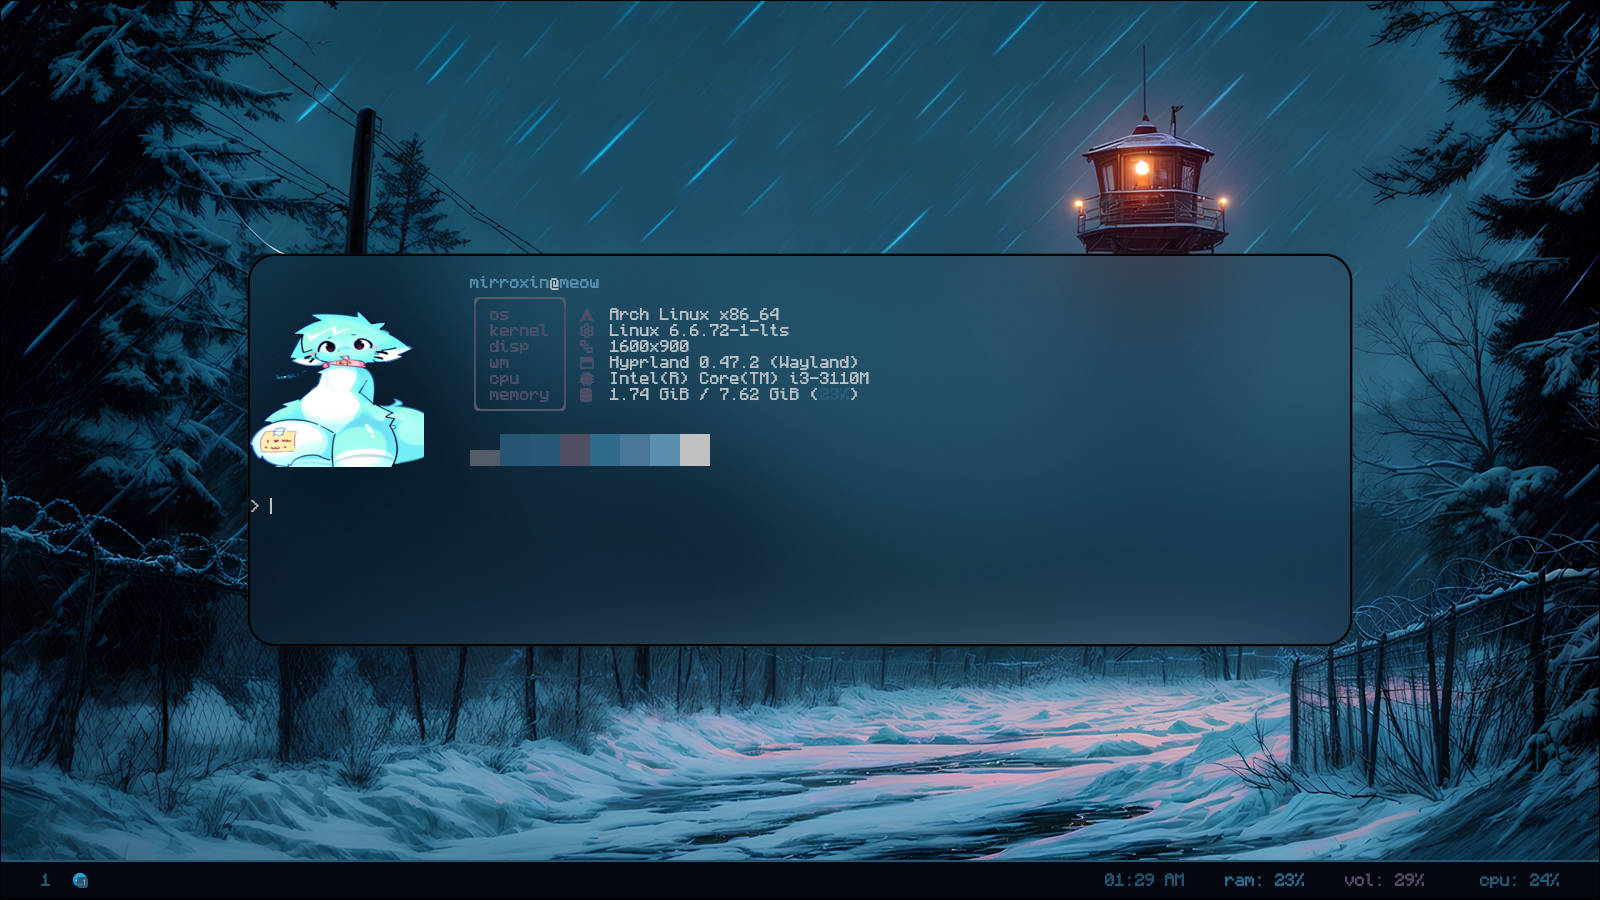 mirroxin@meow
os Arch Linux x86_64
kernel Linux 6.6.72-1-lts
disp 1600x900
wm Hyprland 0.47.2 (Wayland)
cpu Intel(R) Core(TM) i3-3110M
memory 1.74 GiB / 7.62 GiB (23%)
>
1 01:29 AM ram: 23% vol: 29% cpu: 24%